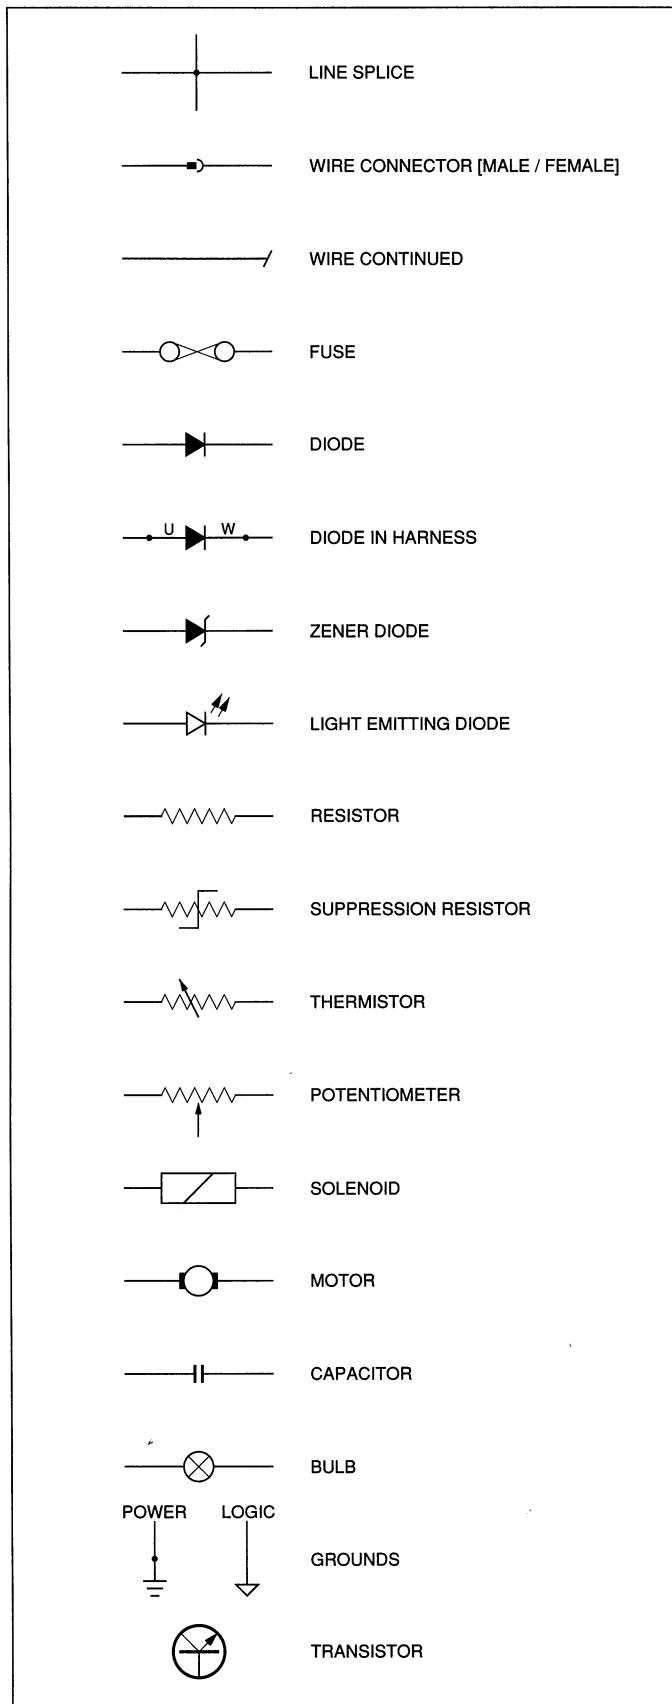 LINE SPLICE
WIRE CONNECTOR [MALE / FEMALE]
WIRE CONTINUED
FUSE
DIODE
U W
DIODE IN HARNESS
ZENER DIODE
LIGHT EMITTING DIODE
RESISTOR
SUPPRESSION RESISTOR
THERMISTOR
POTENTIOMETER
SOLENOID
MOTOR
CAPACITOR
BULB
POWER LOGIC
GROUNDS
TRANSISTOR